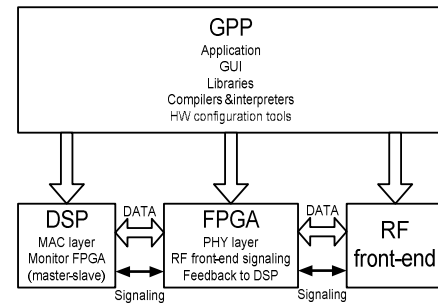 GPP
Application
GUI
Libraries
Compilers &interpreters
HW configuration tools
DSP
MAC layer
Monitor FPGA
(master-slave)
DATA
Signaling
FPGA
PHY layer
RF front-end signaling
Feedback to DSP
DATA
Signaling
RF
front-end